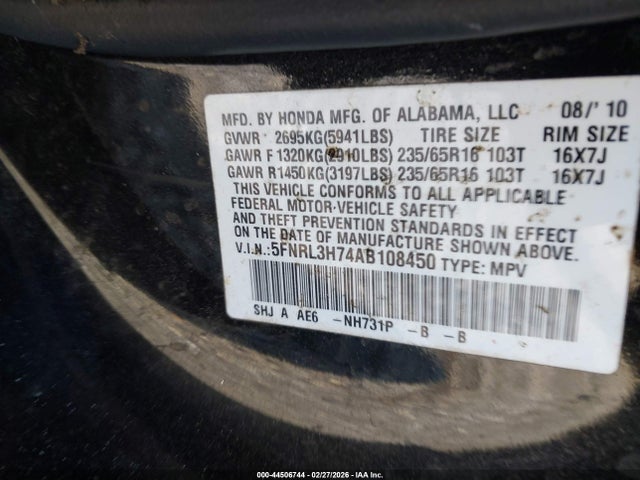 MFD. BY HONDA MFG. OF ALABAMA, LLC 08/'10
GVWR 2695KG(5941LBS) TIRE SIZE RIM SIZE
GAWR F 1320KG(2910LBS) 235/65R16 103T 16X7J
GAWR R1450KG(3197LBS) 235/65R16 103T 16X7J
THIS VEHICLE CONFORMS TO ALL APPLICABLE
FEDERAL MOTOR-VEHICLE SAFETY
AND THEFT PREVENTION STANDARDS IN EFFECT
ON THE DATE OF MANUFACTURE SHOWN ABOVE.
V.I.N.:5FNRL3H74AB108450 TYPE: MPV
SHJ A AE6 -NH731P -B -B
000-44506744 - 02/27/2026 - IAA Inc.